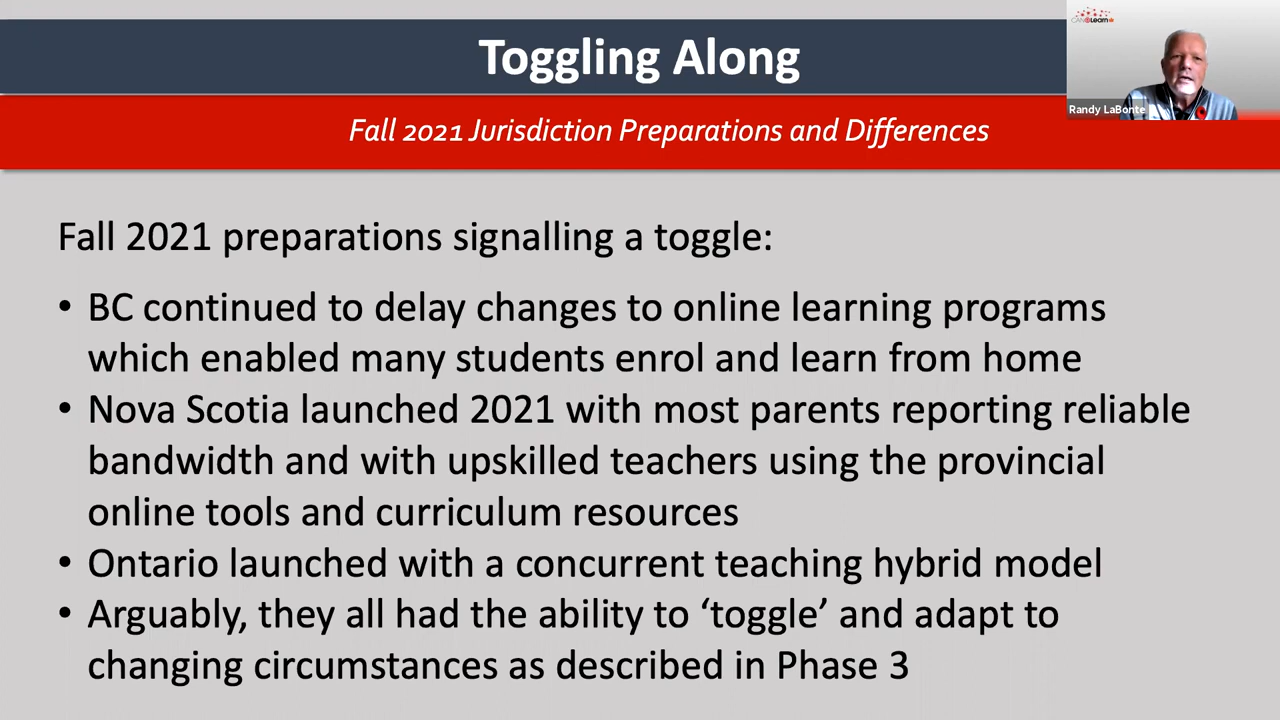 Toggling Along
CAN eLearn
Randy LaBonte
Fall 2021 Jurisdiction Preparations and Differences
Fall 2021 preparations signalling a toggle:
• BC continued to delay changes to online learning programs
which enabled many students enrol and learn from home
• Nova Scotia launched 2021 with most parents reporting reliable
bandwidth and with upskilled teachers using the provincial
online tools and curriculum resources
• Ontario launched with a concurrent teaching hybrid model
• Arguably, they all had the ability to ‘toggle’ and adapt to
changing circumstances as described in Phase 3